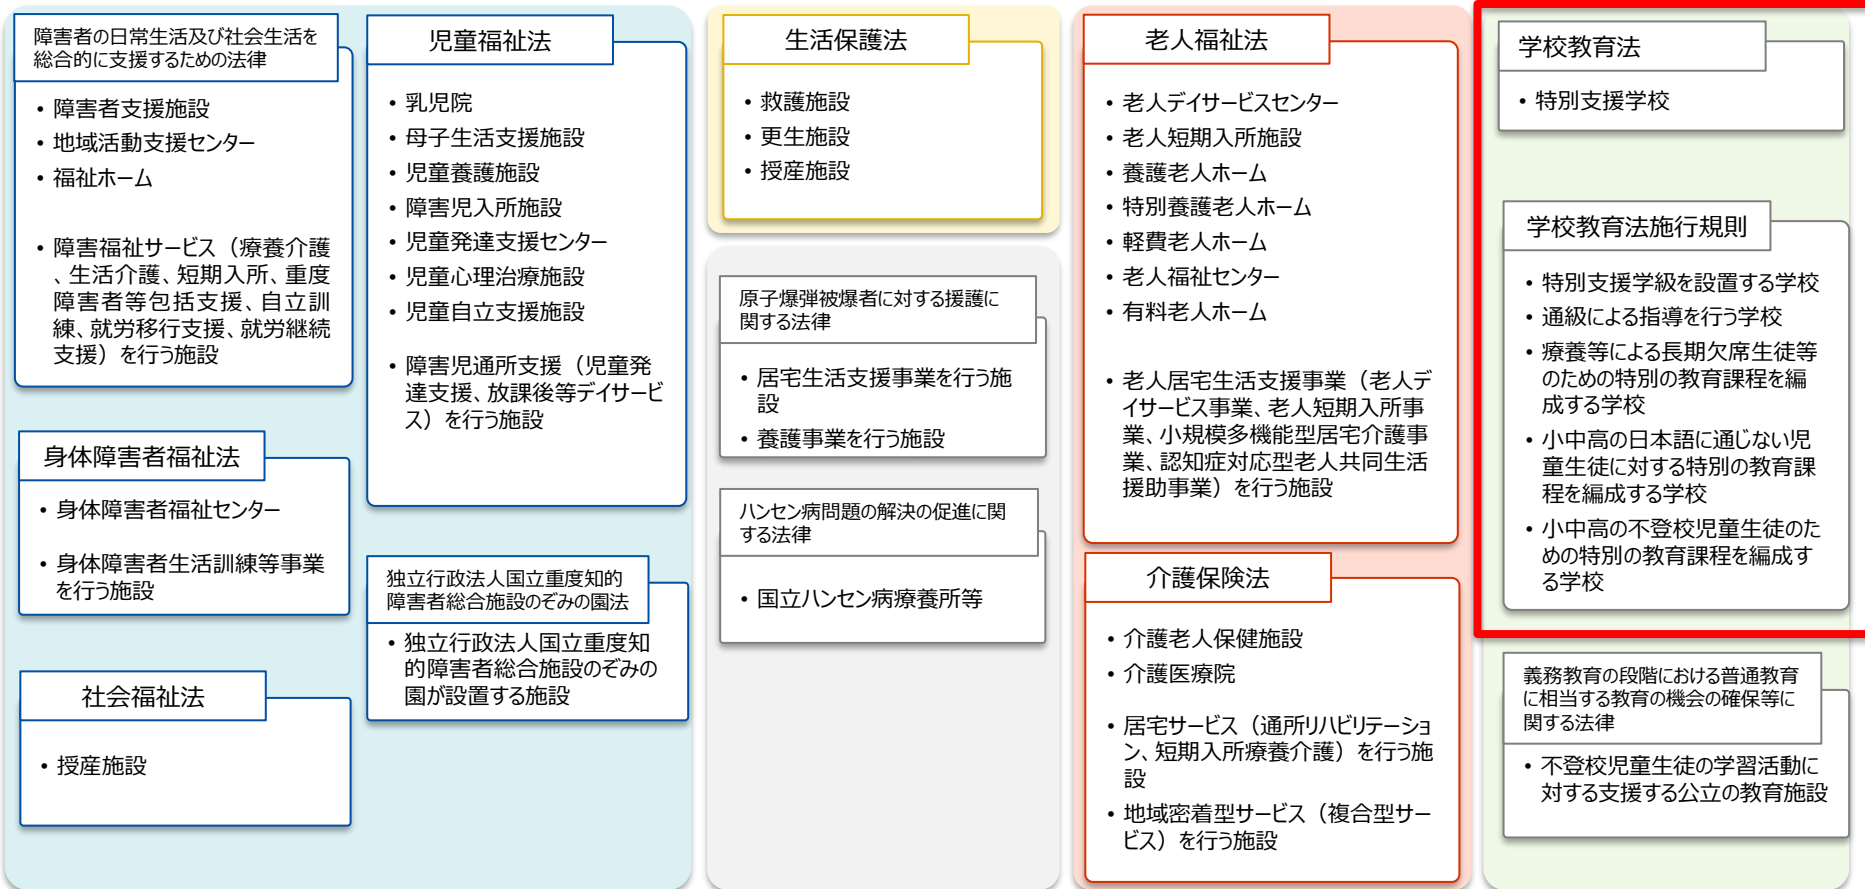 障害者の日常生活及び社会生活を
総合的に支援するための法律
• 障害者支援施設
• 地域活動支援センター
• 福祉ホーム
• 障害福祉サービス（療養介護
、生活介護、短期入所、重度
障害者等包括支援、自立訓
練、就労移行支援、就労継続
支援）を行う施設
身体障害者福祉法
• 身体障害者福祉センター
• 身体障害者生活訓練等事業
を行う施設
社会福祉法
• 授産施設
児童福祉法
• 乳児院
• 母子生活支援施設
• 児童養護施設
• 障害児入所施設
• 児童発達支援センター
• 児童心理治療施設
• 児童自立支援施設
• 障害児通所支援（児童発
達支援、放課後等デイサービ
ス）を行う施設
独立行政法人国立重度知的
障害者総合施設のぞみの園法
• 独立行政法人国立重度知
的障害者総合施設のぞみの
園が設置する施設
生活保護法
• 救護施設
• 更生施設
• 授産施設
原子爆弾被爆者に対する援護に
関する法律
• 居宅生活支援事業を行う施
設
• 養護事業を行う施設
ハンセン病問題の解決の促進に関
する法律
• 国立ハンセン病療養所等
老人福祉法
• 老人デイサービスセンター
• 老人短期入所施設
• 養護老人ホーム
• 特別養護老人ホーム
• 軽費老人ホーム
• 老人福祉センター
• 有料老人ホーム
• 老人居宅生活支援事業（老人デ
イサービス事業、老人短期入所事
業、小規模多機能型居宅介護事
業、認知症対応型老人共同生活
援助事業）を行う施設
介護保険法
• 介護老人保健施設
• 介護医療院
• 居宅サービス（通所リハビリテーショ
ン、短期入所療養介護）を行う施
設
• 地域密着型サービス（複合型サー
ビス）を行う施設
学校教育法
• 特別支援学校
学校教育法施行規則
• 特別支援学級を設置する学校
• 通級による指導を行う学校
• 療養等による長期欠席生徒等
のための特別の教育課程を編
成する学校
• 小中高の日本語に通じない児
童生徒に対する特別の教育課
程を編成する学校
• 小中高の不登校児童生徒のた
めの特別の教育課程を編成す
る学校
義務教育の段階における普通教育
に相当する教育の機会の確保等に
関する法律
• 不登校児童生徒の学習活動に
対する支援する公立の教育施設